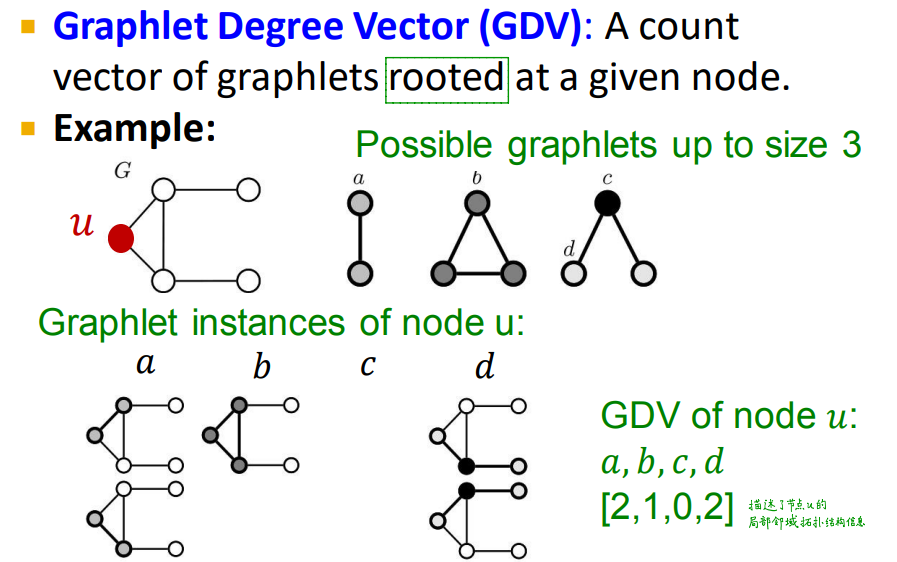 Graphlet Degree Vector (GDV): A count
vector of graphlets rooted at a given node.
Example:
Possible graphlets up to size 3
G
u
a
b
c
d
Graphlet instances of node u:
a b c d
GDV of node u:
a, b, c, d
[2,1,0,2]
描述了节点u的
局部邻域拓扑结构信息